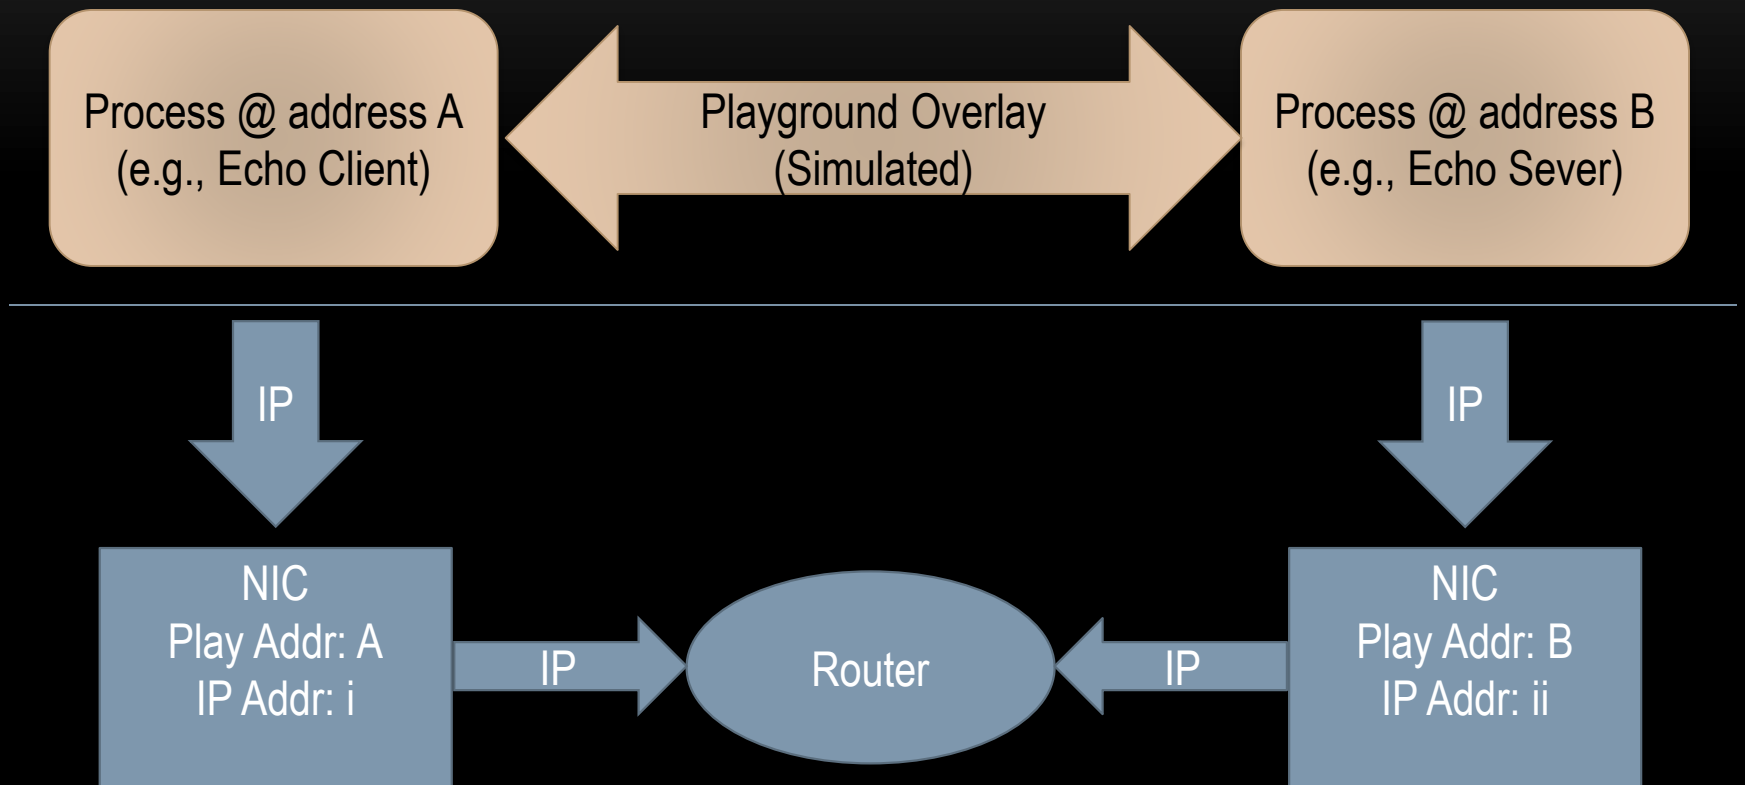 Process @ address A
(e.g., Echo Client)
Playground Overlay
(Simulated)
Process @ address B
(e.g., Echo Sever)
IP
IP
NIC
Play Addr: A
IP Addr: i
IP
Router
IP
NIC
Play Addr: B
IP Addr: ii